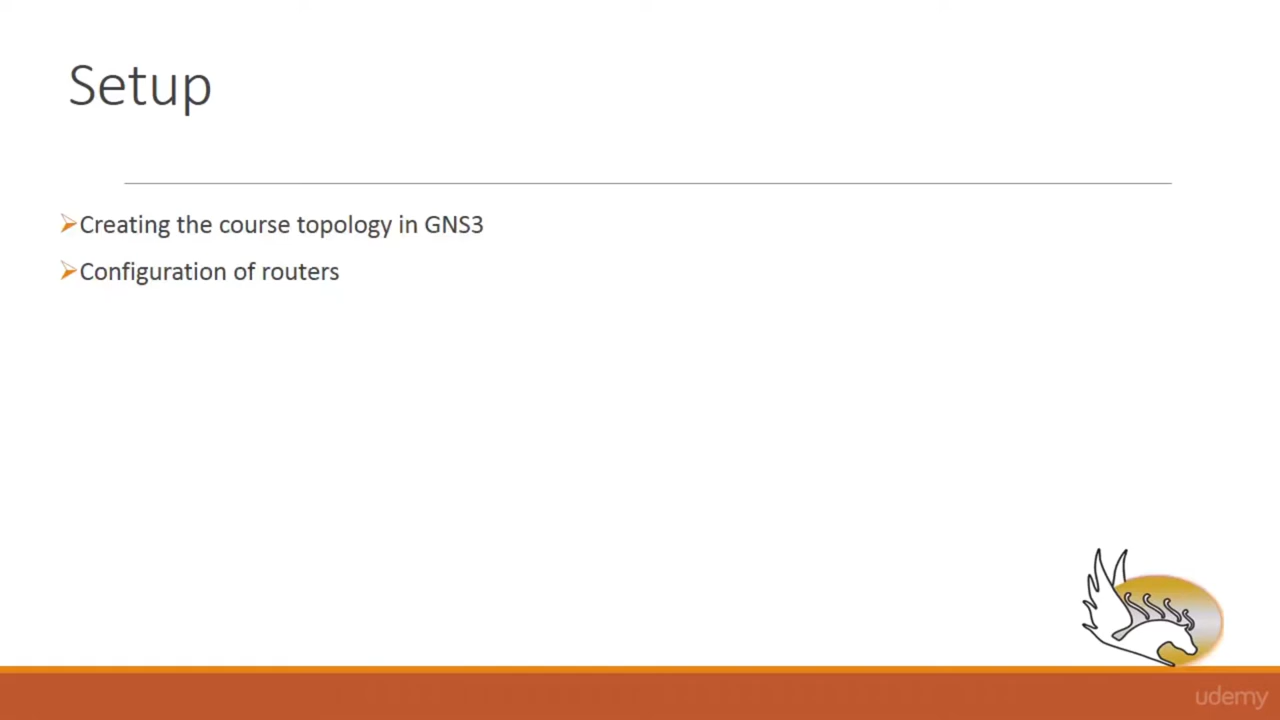 Setup
Creating the course topology in GNS3
Configuration of routers
udemy